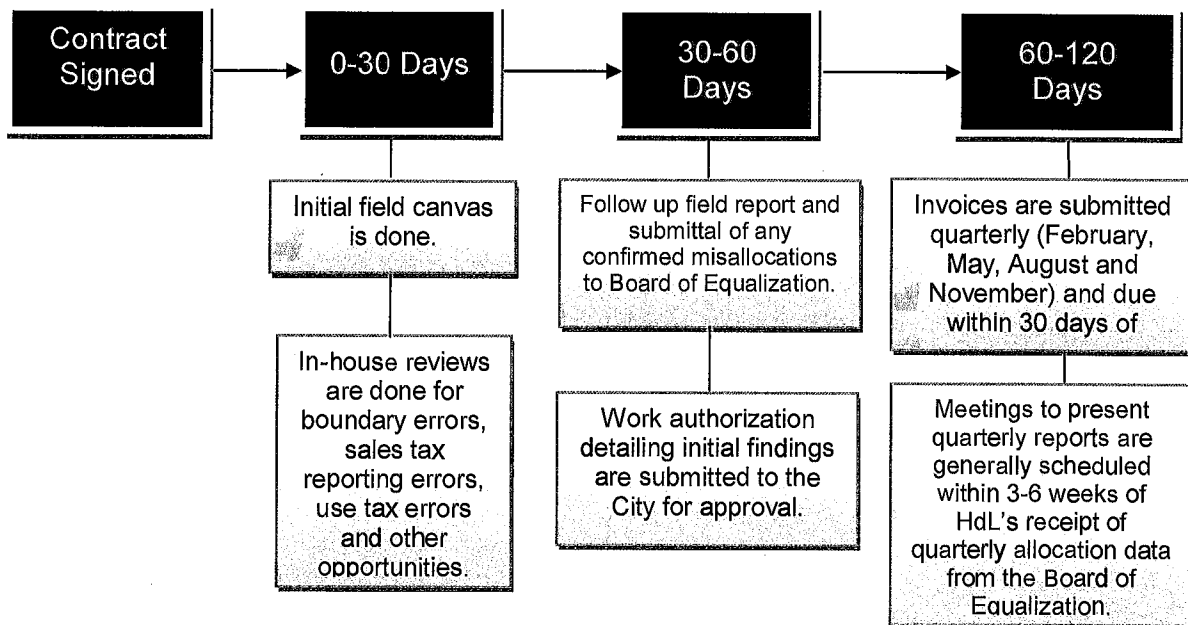 Contract
Signed
0-30 Days
30-60
Days
60-120
Days
Initial field canvas
is done.
In-house reviews
are done for
boundary errors,
sales tax
reporting errors,
use tax errors
and other
opportunities.
Follow up field report and
submittal of any
confirmed misallocations
to Board of Equalization.
Work authorization
detailing initial findings
are submitted to the
City for approval.
Invoices are submitted
quarterly (February,
May, August and
November) and due
within 30 days of
Meetings to present
quarterly reports are
generally scheduled
within 3-6 weeks of
HdL's receipt of
quarterly allocation data
from the Board of
Equalization.